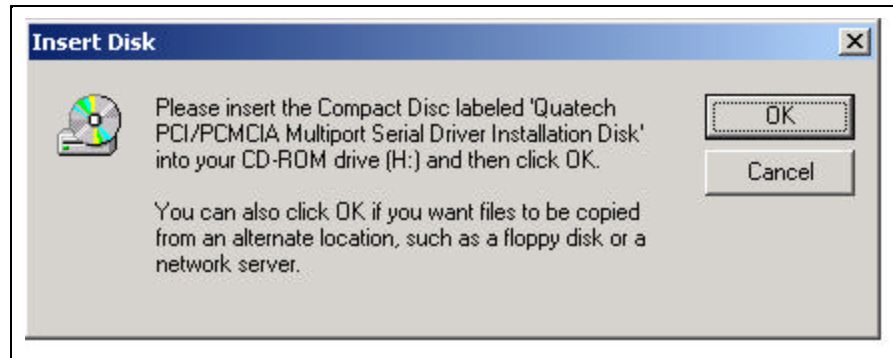 Insert Disk
Please insert the Compact Disc labeled 'Quatech
PCI/PCMCIA Multiport Serial Driver Installation Disk'
into your CD-ROM drive (H:) and then click OK.
OK
Cancel
You can also click OK if you want files to be copied
from an alternate location, such as a floppy disk or a
network server.